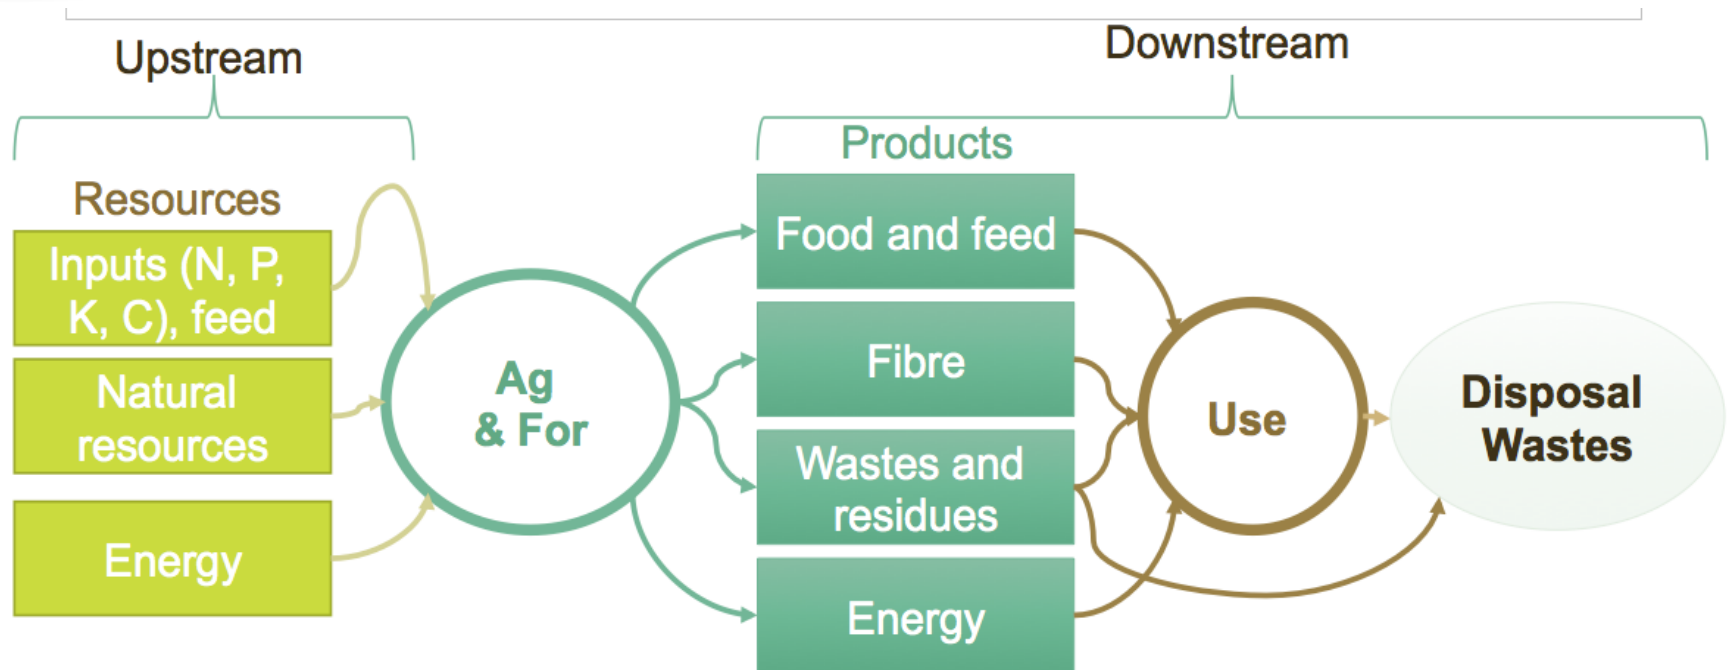 Upstream
Downstream
Resources
Inputs (N, P,
K, C), feed
Natural
resources
Energy
Ag
& For
Products
Food and feed
Fibre
Wastes and
residues
Energy
Use
Disposal
Wastes